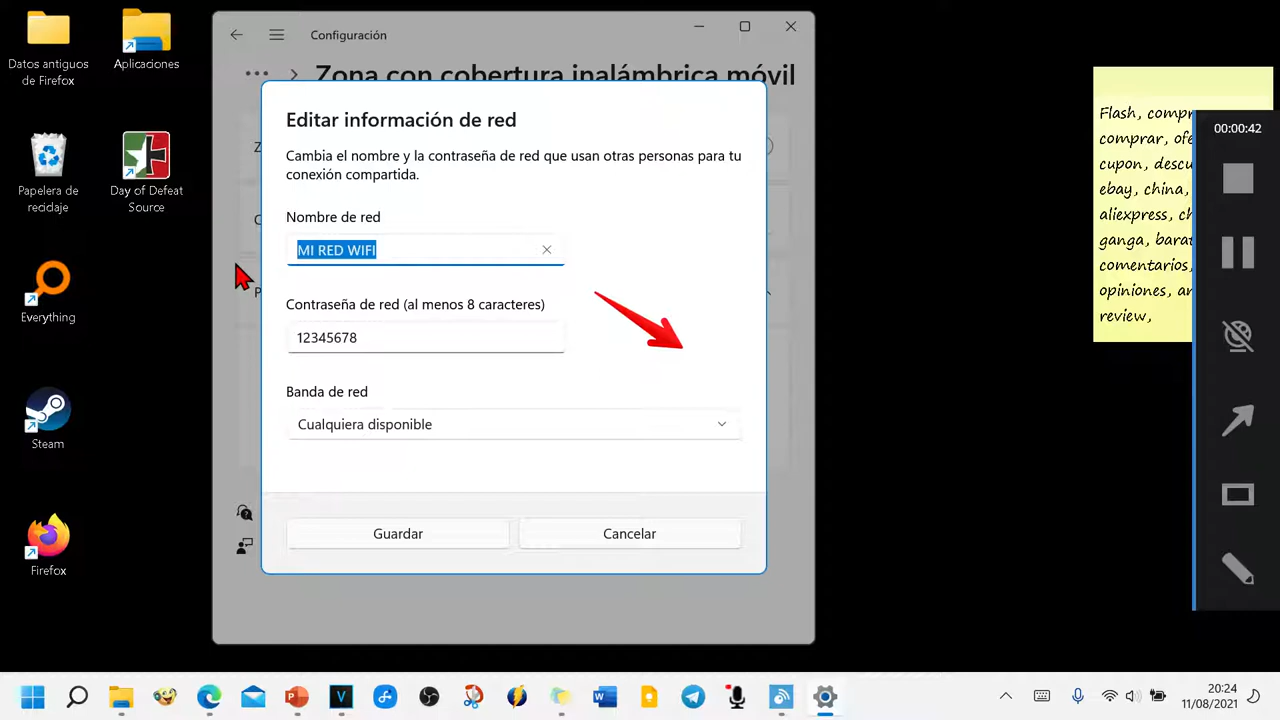 Datos antiguos
de Firefox
Aplicaciones
Papelera de
reciclaje
Day of Defeat
Source
Everything
Steam
Firefox
Configuración
Zona con cobertura inalámbrica móvil
Editar información de red
Cambia el nombre y la contraseña de red que usan otras personas para tu
conexión compartida.
Nombre de red
MI RED WIFI
Contraseña de red (al menos 8 caracteres)
12345678
Banda de red
Cualquiera disponible
Guardar
Cancelar
Flash,
comprar,
cupon,
ebay, china,
aliexpress,
ganga,
comentarios,
opiniones,
review,
00:00:42
20:24
11/08/2021